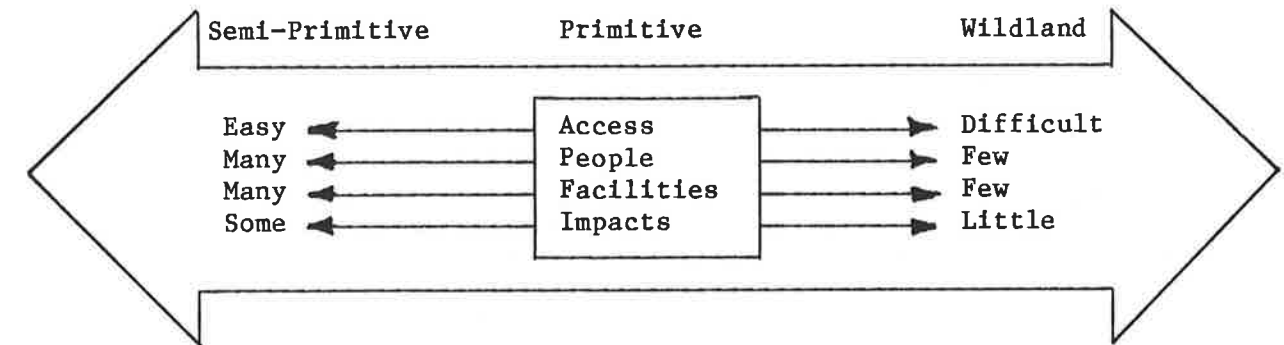 Semi-Primitive Primitive Wildland
Easy Access Difficult
Many People Few
Many Facilities Few
Some Impacts Little